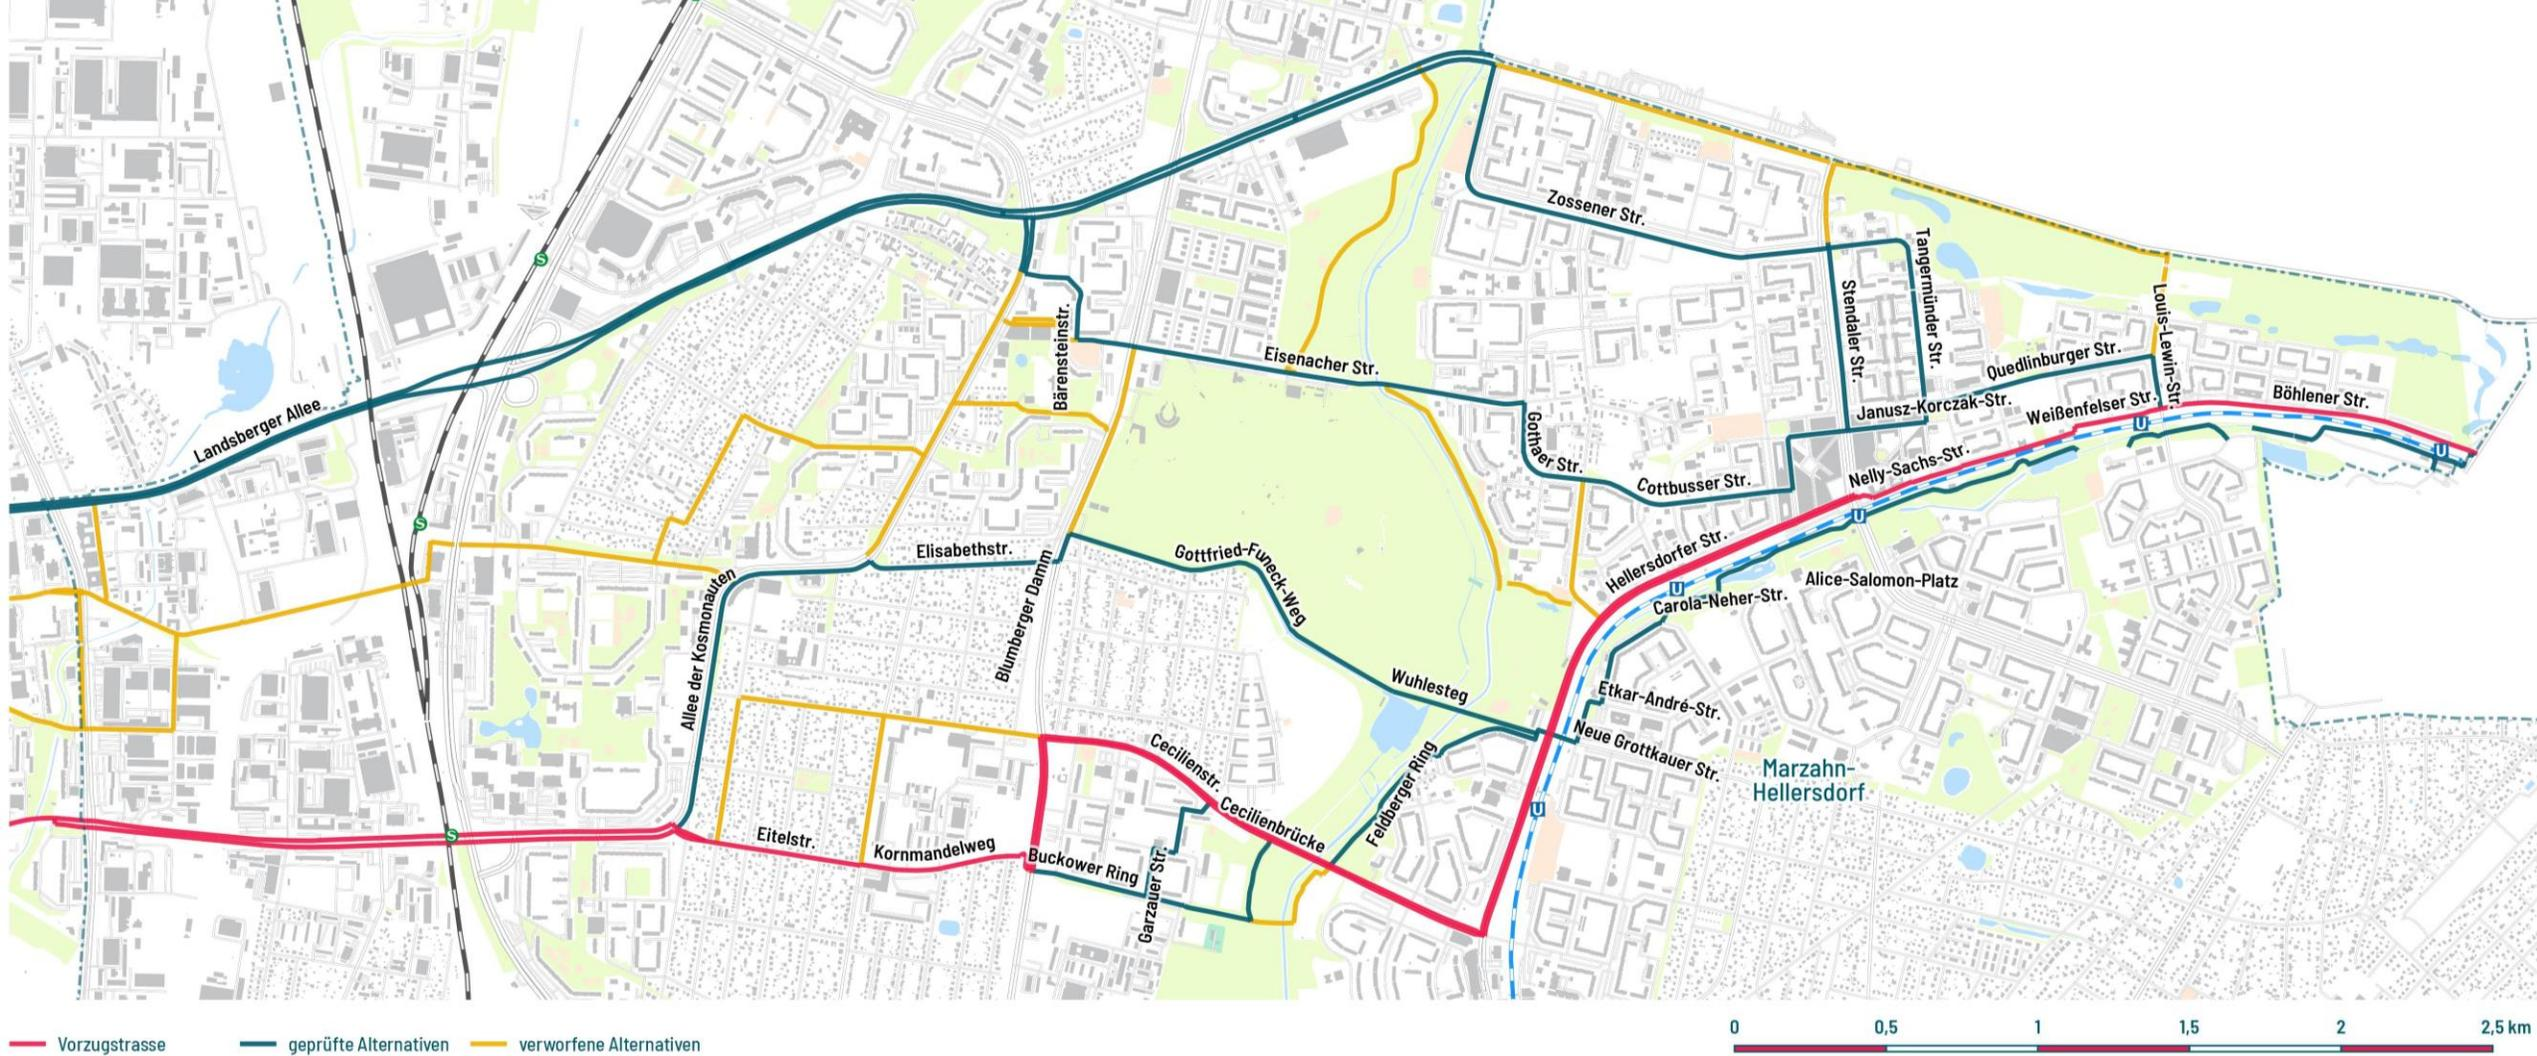 Zossener Str.
Tangermünder Str.
Stendaler Str.
Louis-Lewin-Str.
Bärensteinstr.
Eisenacher Str.
Quedlinburger Str.
Böhlener Str.
Janusz-Korczak-Str.
Weißenfelser Str.
Landsberger Allee
Gothaer Str.
Nelly-Sachs-Str.
Cottbusser Str.
Hellersdorfer Str.
Elisabethstr.
Gottfried-Funeck-Weg
Alice-Salomon-Platz
Carola-Neher-Str.
Allee der Kosmonauten
Blumberger Damm
Wuhlesteg
Etkar-André-Str.
Neue Grottkauer Str.
Cecilienstr.
Feldberger Ring
Marzahn-
Hellersdorf
Cecilienbrücke
Eitelstr.
Kornmandelweg
Buckower Ring
Garzauer Str.
S
S
S
U
U
U
U
U
0 0,5 1 1,5 2 2,5 km
Vorzugstrasse geprüfte Alternativen verworfene Alternativen